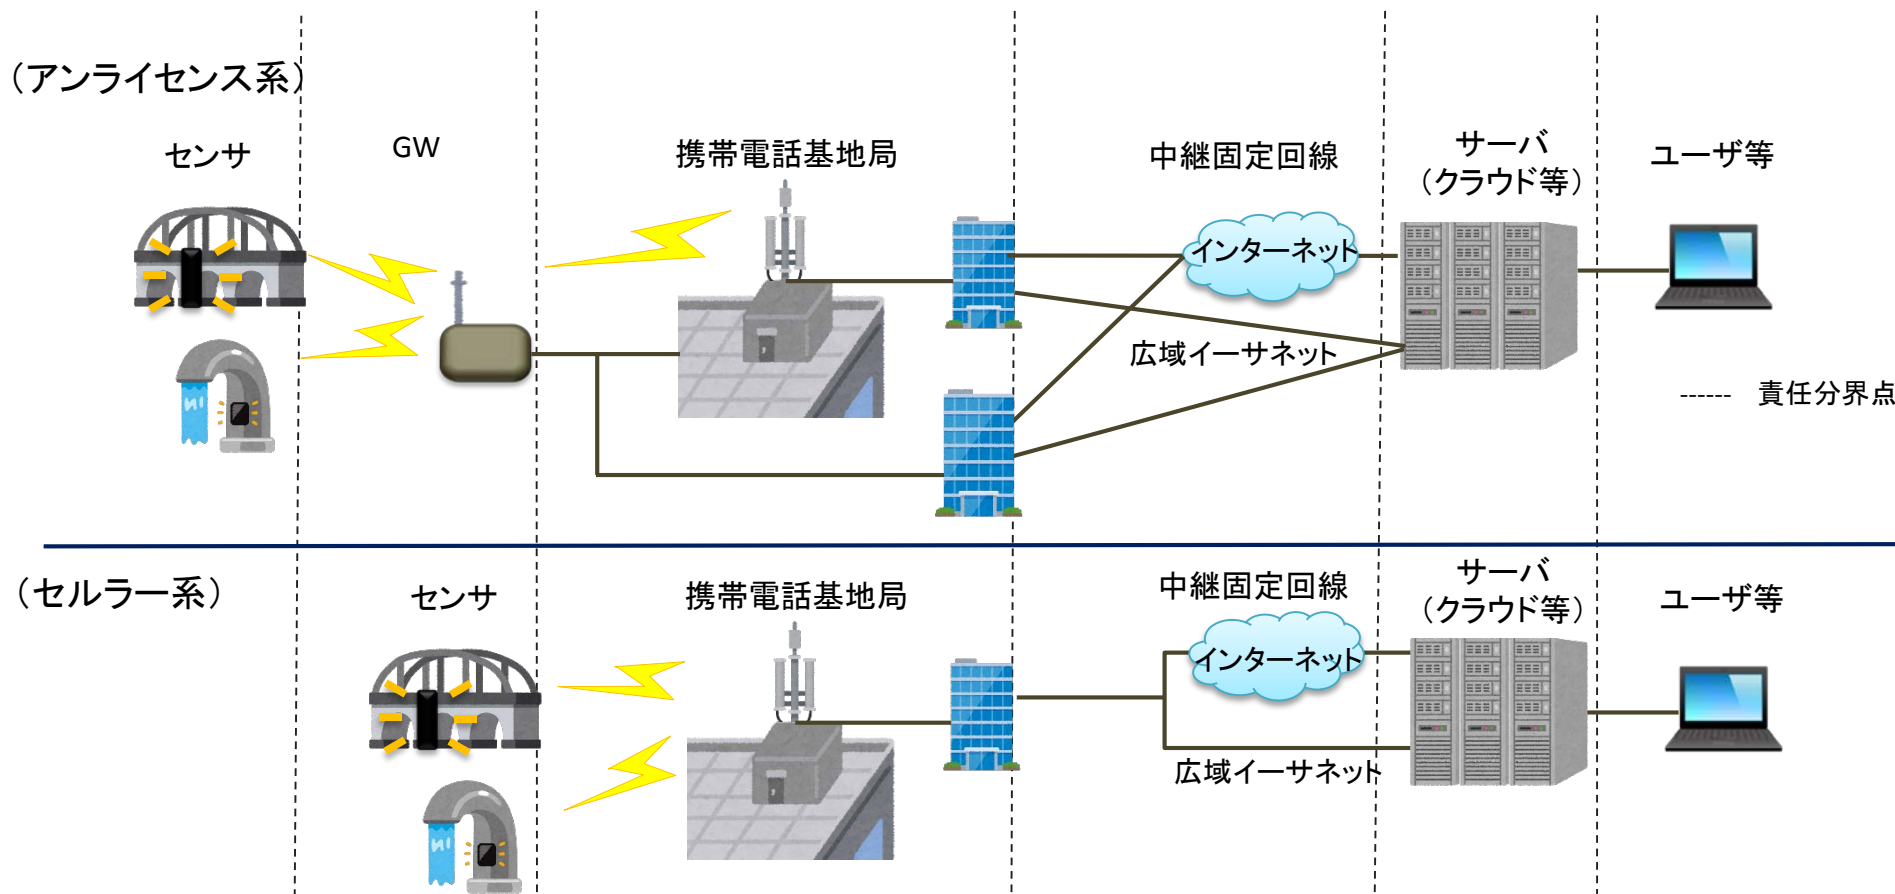 （アンライセンス系）
センサ
GW
携帯電話基地局
中継固定回線
サーバ
（クラウド等）
ユーザ等
インターネット
広域イーサネット
------ 責任分界点
（セルラー系）
センサ
携帯電話基地局
中継固定回線
サーバ
（クラウド等）
ユーザ等
インターネット
広域イーサネット